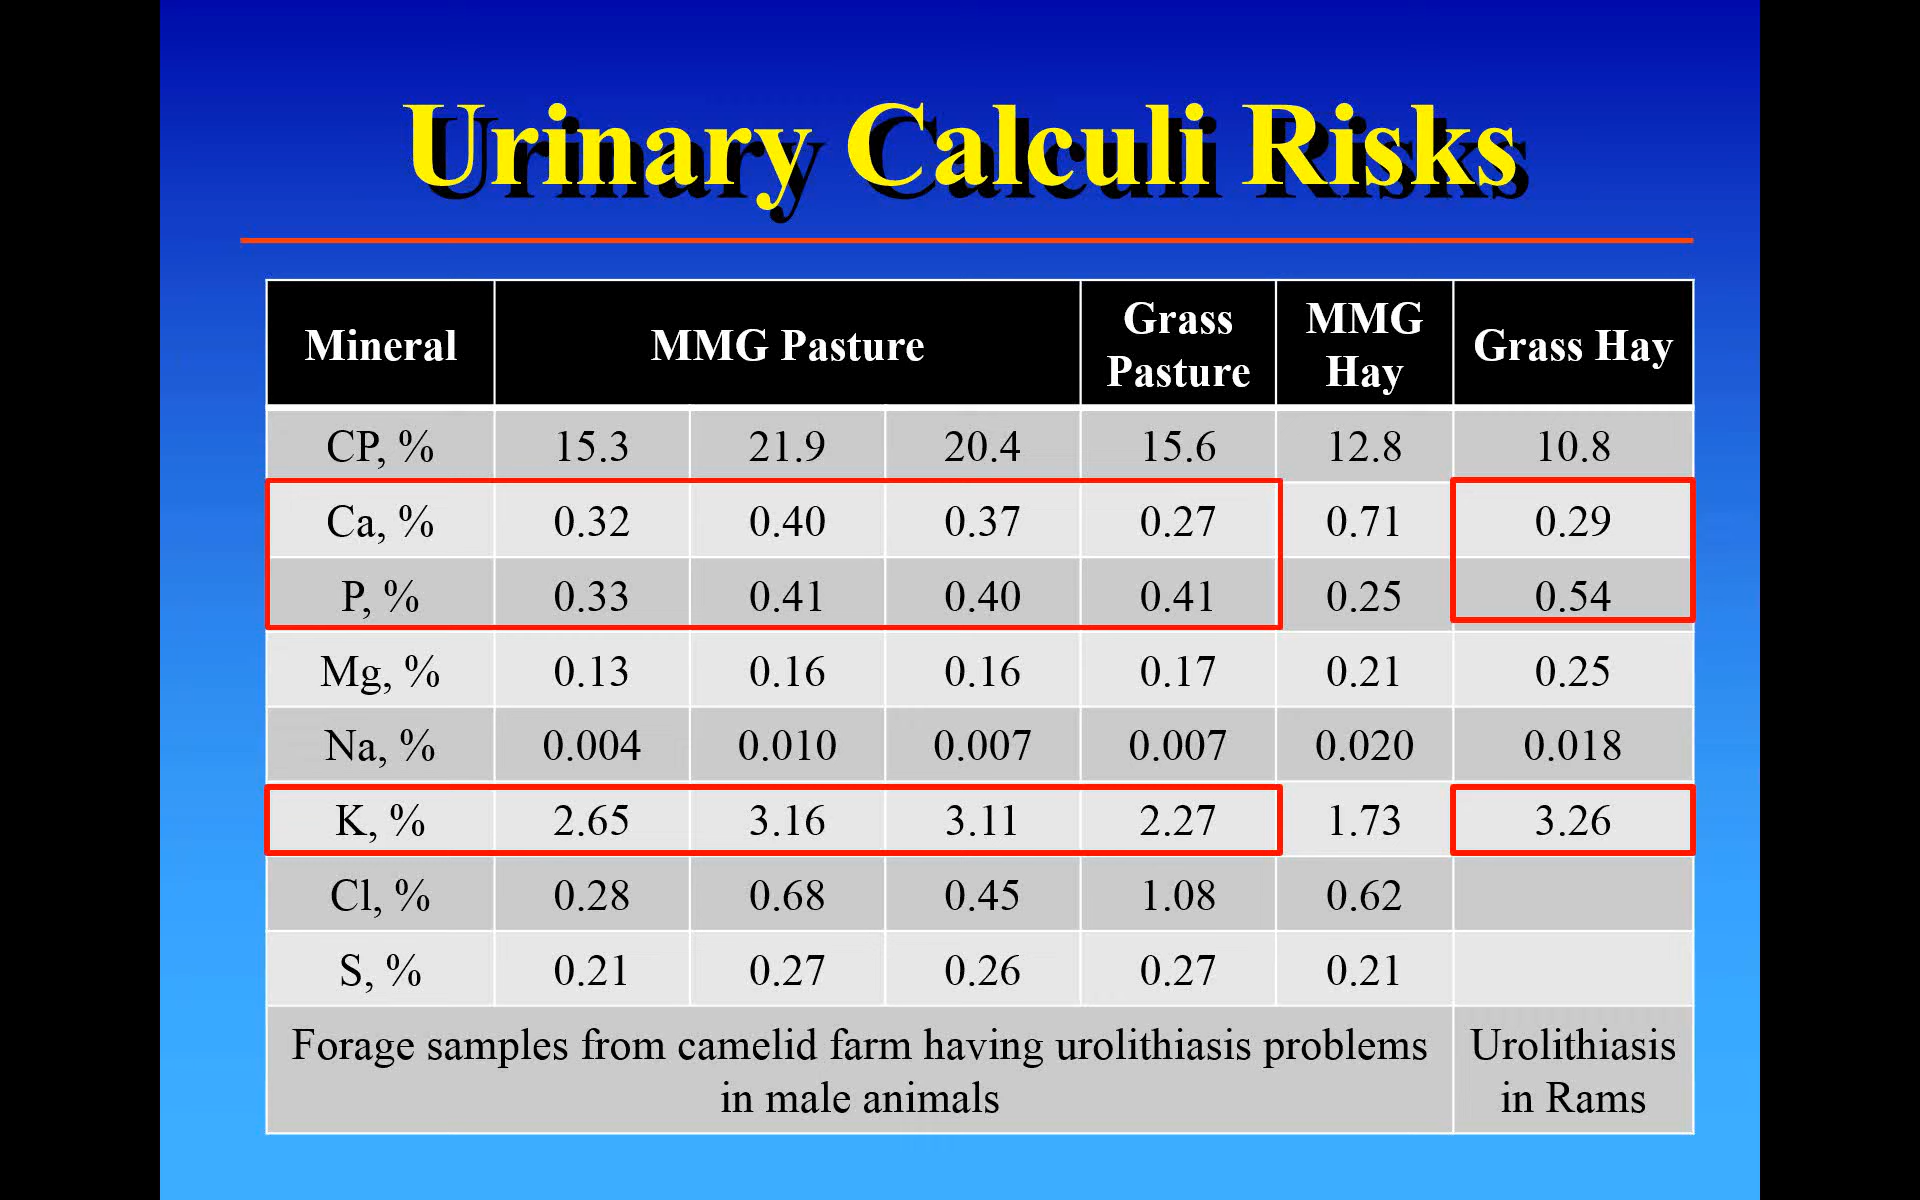 Urinary Calculi Risks
Mineral MMG Pasture Grass Pasture MMG Hay Grass Hay
CP, % 15.3 21.9 20.4 15.6 12.8 10.8
Ca, % 0.32 0.40 0.37 0.27 0.71 0.29
P, % 0.33 0.41 0.40 0.41 0.25 0.54
Mg, % 0.13 0.16 0.16 0.17 0.21 0.25
Na, % 0.004 0.010 0.007 0.007 0.020 0.018
K, % 2.65 3.16 3.11 2.27 1.73 3.26
Cl, % 0.28 0.68 0.45 1.08 0.62
S, % 0.21 0.27 0.26 0.27 0.21
Forage samples from camelid farm having urolithiasis problems
in male animals
Urolithiasis
in Rams